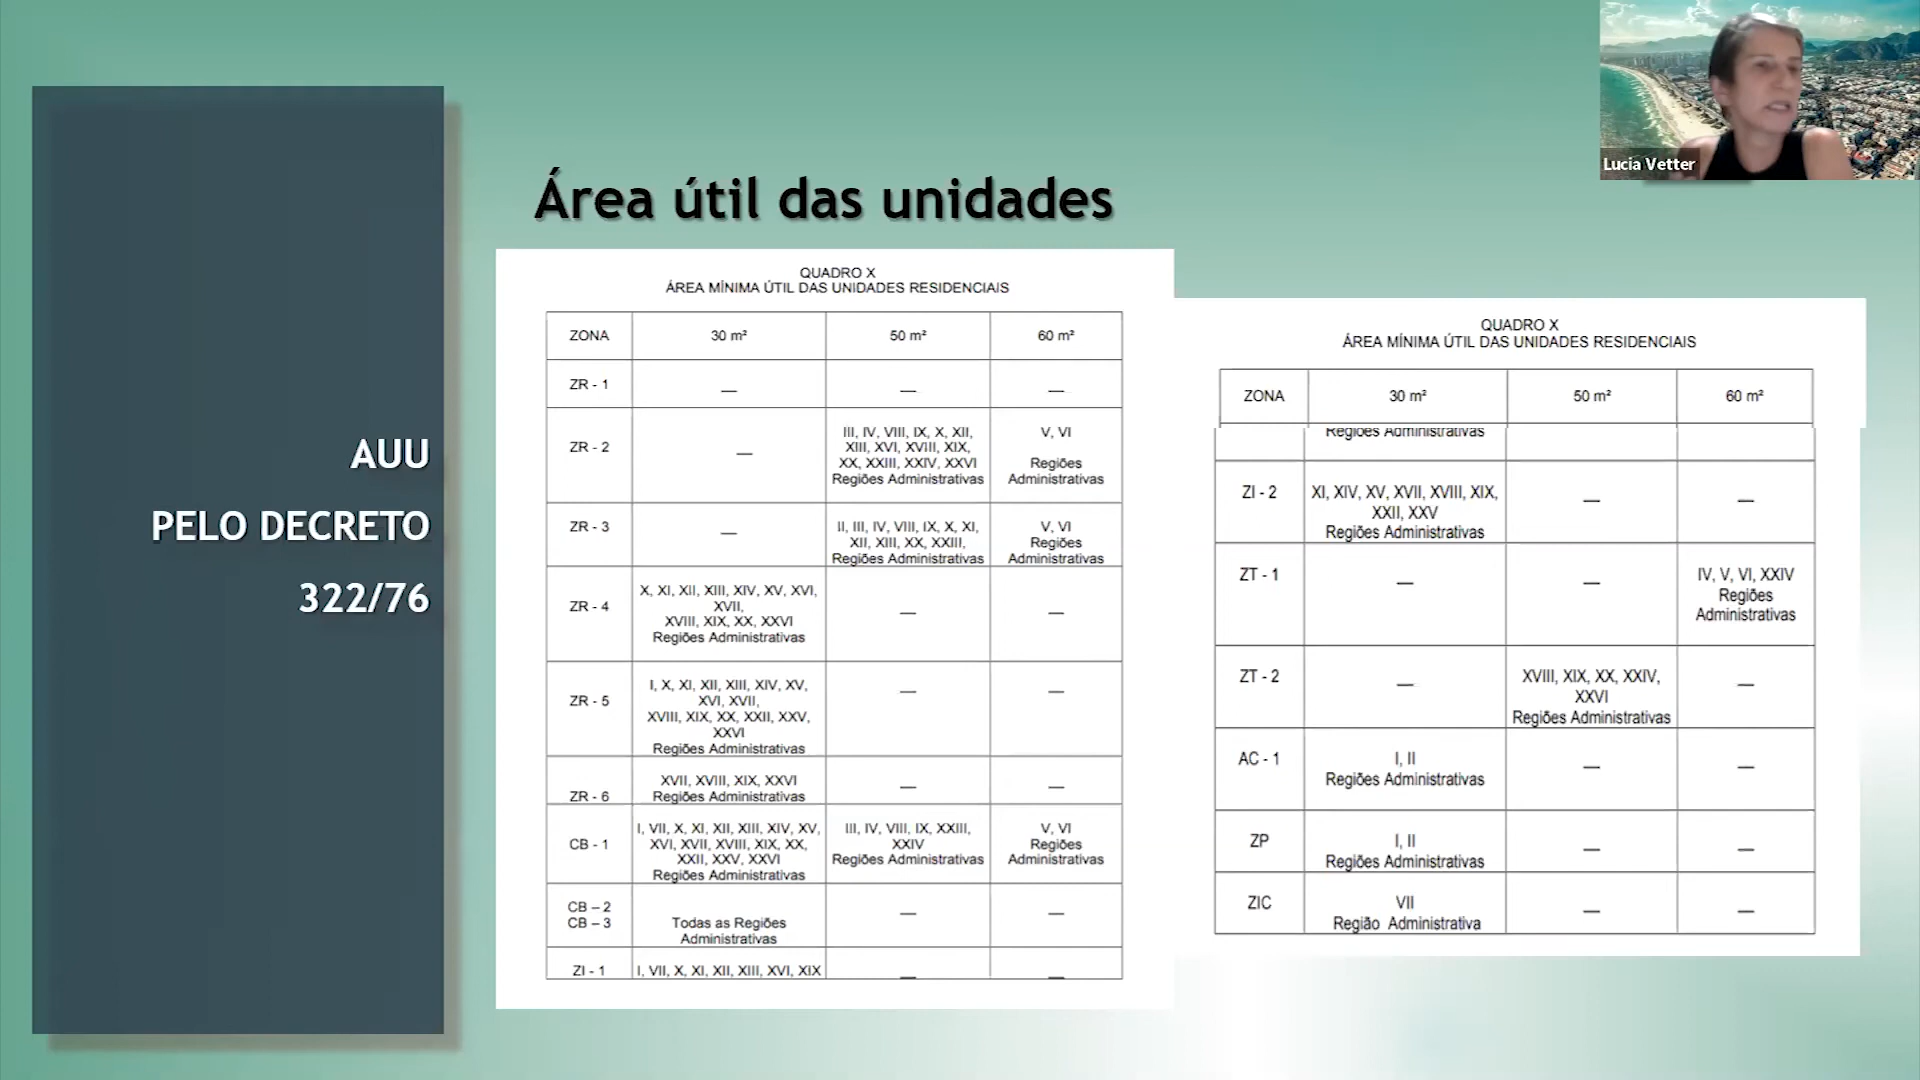 Lucia Vetter
Área útil das unidades
AUU
PELO DECRETO
322/76
QUADRO X
ÁREA MÍNIMA ÚTIL DAS UNIDADES RESIDENCIAIS
ZONA 30 m² 50 m² 60 m²
ZR - 1 — — —
ZR - 2 — III, IV, VIII, IX, X, XII, V, VI
XIII, XVI, XVIII, XIX,
XX, XXIII, XXIV, XXVI Regiões
Regiões Administrativas Administrativas
ZR - 3 — II, III, IV, VIII, IX, X, XI, V, VI
XII, XIII, XX, XXIII, Regiões
Regiões Administrativas Administrativas
X, XI, XII, XIII, XIV, XV, XVI,
ZR - 4 XVII, — —
XVIII, XIX, XX, XXVI
Regiões Administrativas
I, X, XI, XII, XIII, XIV, XV, — —
ZR - 5 XVI, XVII,
XVIII, XIX, XX, XXII, XXV,
XXVI
Regiões Administrativas
XVII, XVIII, XIX, XXVI — —
ZR - 6 Regiões Administrativas
I, VII, X, XI, XII, XIII, XIV, XV, III, IV, VIII, IX, XXIII, V, VI
CB - 1 XVI, XVII, XVIII, XIX, XX, XXIV Regiões
XXII, XXV, XXVI Regiões Administrativas Administrativas
Regiões Administrativas
CB – 2 — —
CB – 3 Todas as Regiões
Administrativas
ZI - 1 I, VII, X, XI, XII, XIII, XVI, XIX — —
QUADRO X
ÁREA MÍNIMA ÚTIL DAS UNIDADES RESIDENCIAIS
ZONA 30 m² 50 m² 60 m²
Regiões Administrativas
ZI - 2 XI, XIV, XV, XVII, XVIII, XIX, — —
XXII, XXV
Regiões Administrativas
ZT - 1 — — IV, V, VI, XXIV
Regiões
Administrativas
ZT - 2 — XVIII, XIX, XX, XXIV, —
XXVI
Regiões Administrativas
AC - 1 I, II — —
Regiões Administrativas
ZP I, II — —
Regiões Administrativas
ZIC VII — —
Região Administrativa